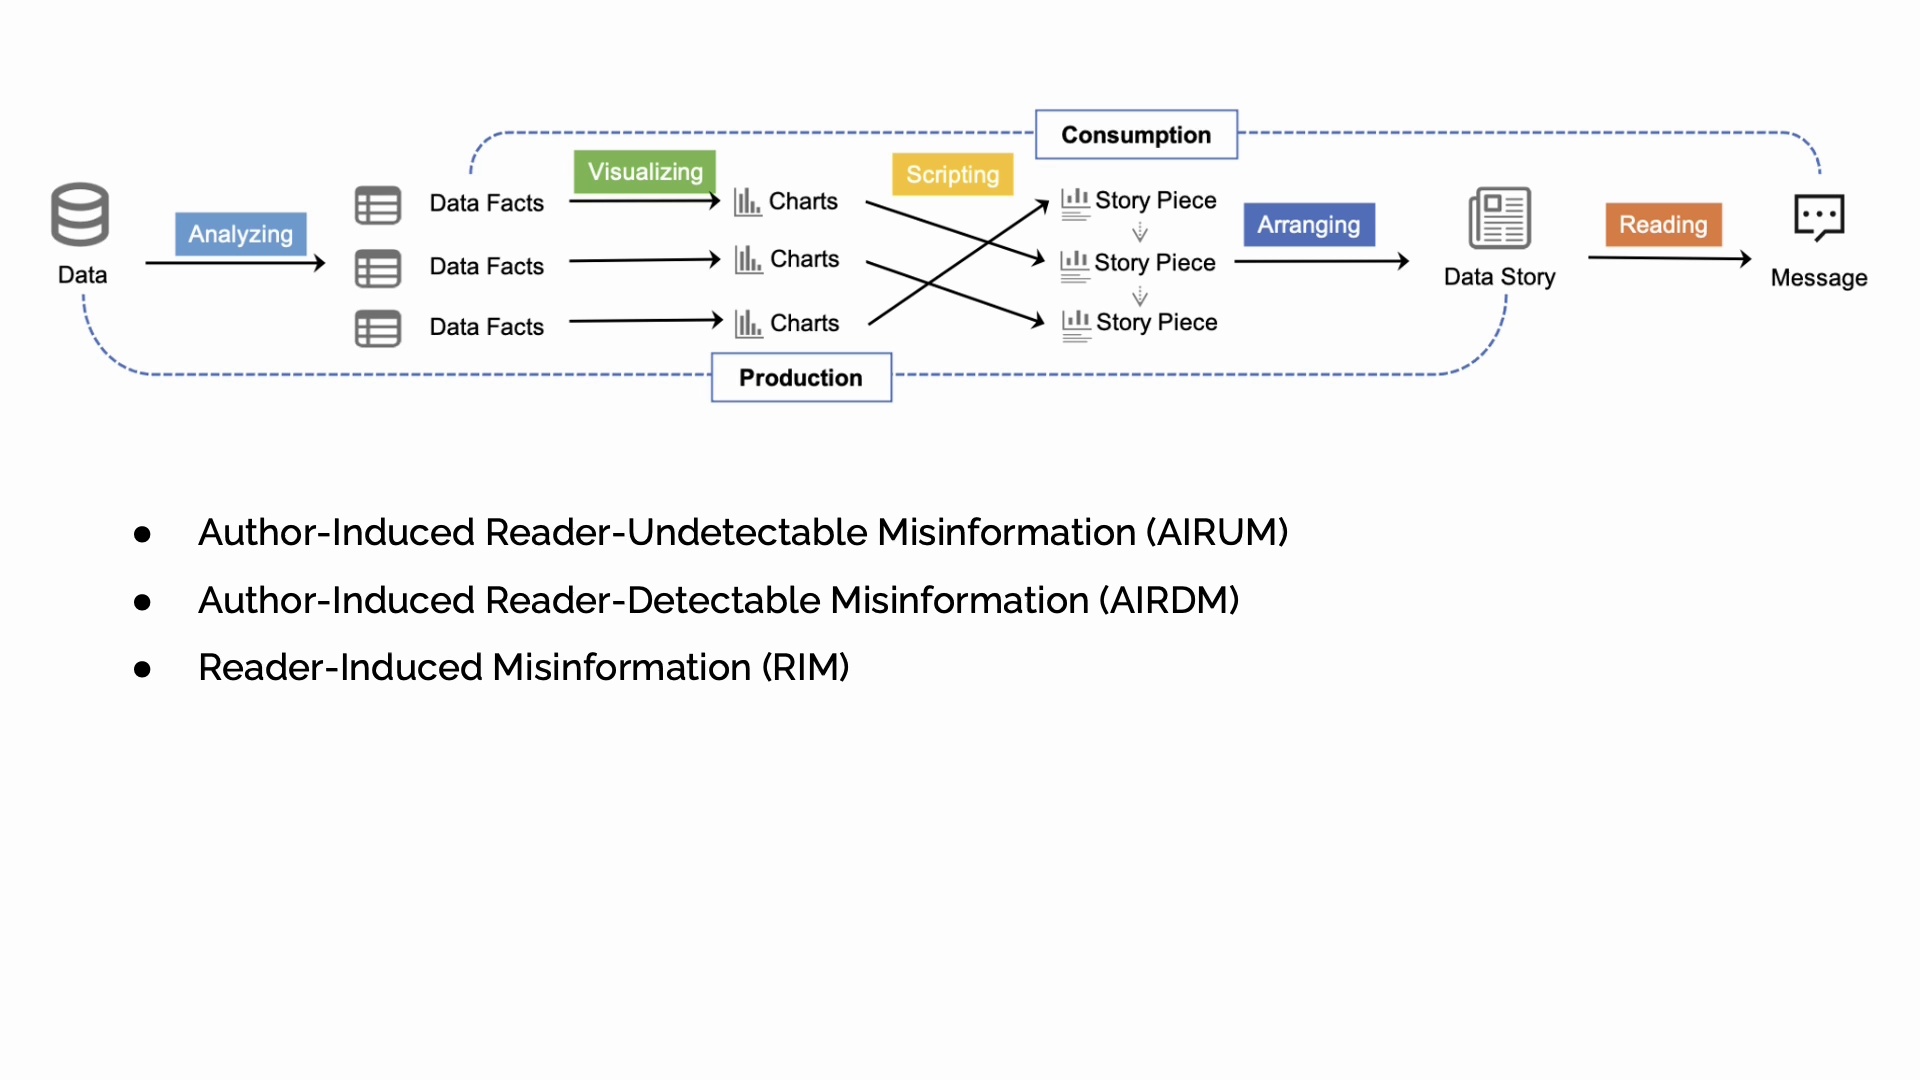 Consumption
Visualizing
Scripting
Data Facts
Charts
Story Piece
Analyzing
Arranging
Reading
Data
Data Facts
Charts
Story Piece
Data Story
Message
Data Facts
Charts
Story Piece
Production
● Author-Induced Reader-Undetectable Misinformation (AIRUM)
● Author-Induced Reader-Detectable Misinformation (AIRDM)
● Reader-Induced Misinformation (RIM)